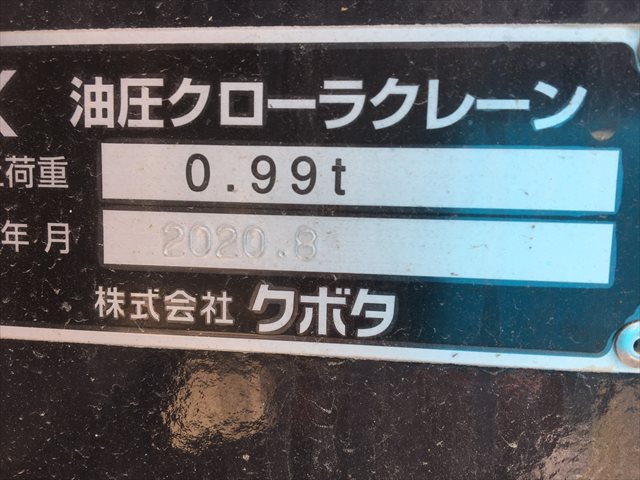 K 油圧クローラクレーン
上荷重 0.99t
年月 2020.8
株式会社 クボタ